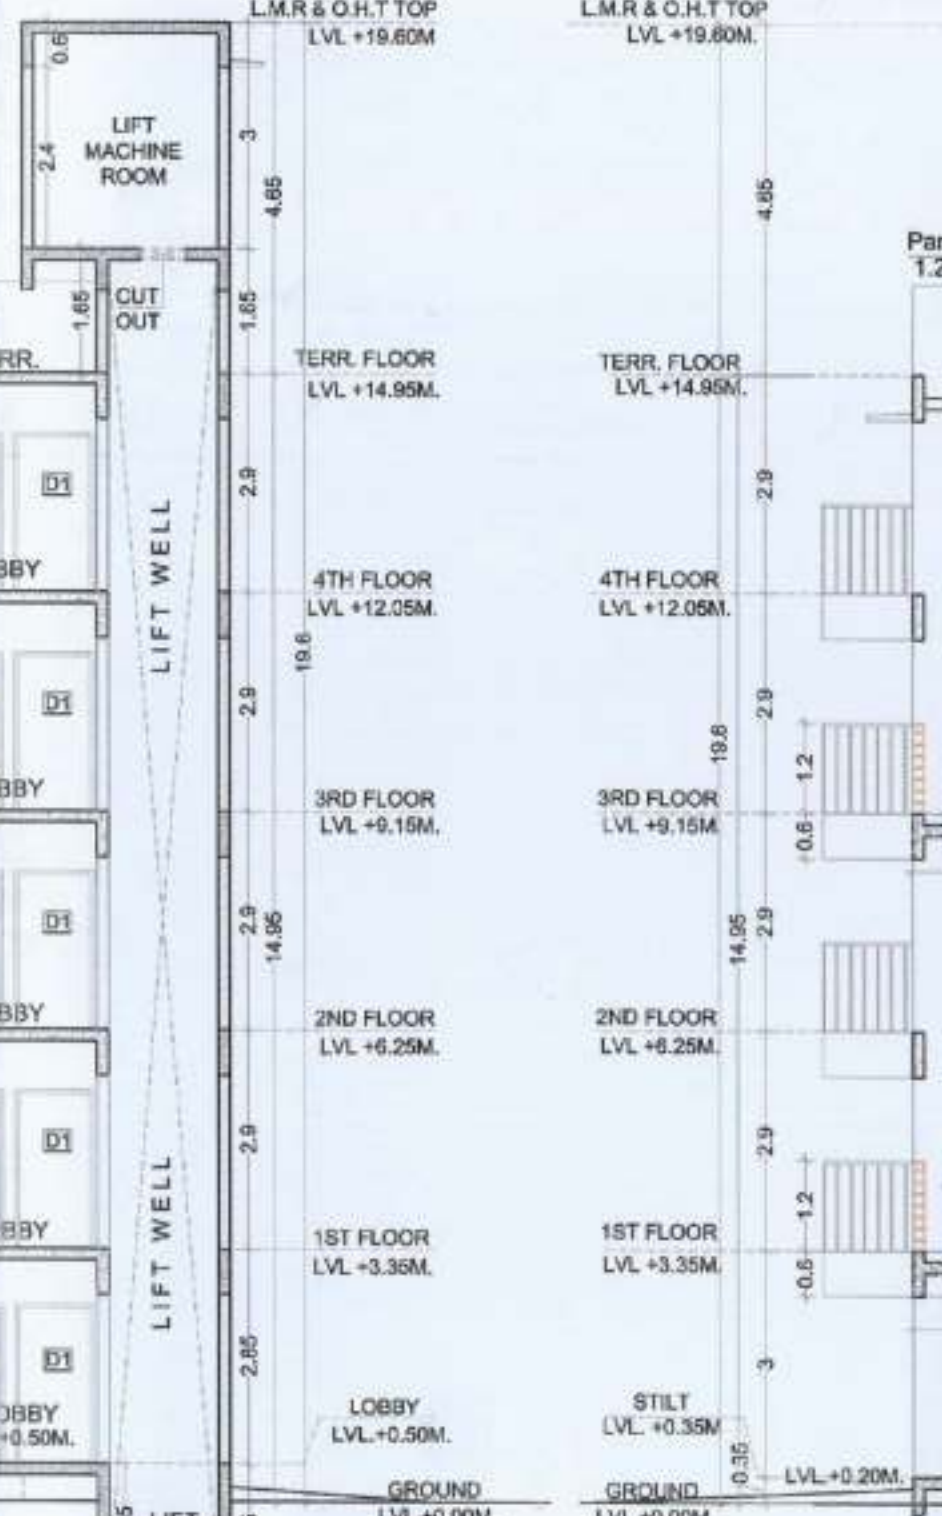 L.M.R & O.H.T TOP
LVL +19.60M
L.M.R & O.H.T TOP
LVL +19.60M.
0.6
2.4
LIFT
MACHINE
ROOM
3
4.65
4.65
1.65
CUT
OUT
1.65
RR.
TERR. FLOOR
LVL +14.95M.
TERR. FLOOR
LVL +14.95M.
Par
1.2
D1
2.9
2.9
LIFT WELL
BBY
4TH FLOOR
LVL +12.05M.
4TH FLOOR
LVL +12.05M.
19.6
D1
2.9
2.9
19.6
1.2
BBY
3RD FLOOR
LVL +9.15M.
3RD FLOOR
LVL +9.15M
0.6
D1
2.9
14.95
14.95
2.9
BBY
2ND FLOOR
LVL +6.25M.
2ND FLOOR
LVL +6.25M.
D1
2.9
2.9
LIFT WELL
1.2
BBY
1ST FLOOR
LVL +3.35M.
1ST FLOOR
LVL +3.35M.
0.6
D1
2.85
3
OBBY
+0.50M.
LOBBY
LVL.+0.50M.
STILT
LVL. +0.35M
0.35
LVL.+0.20M.
GROUND
GROUND